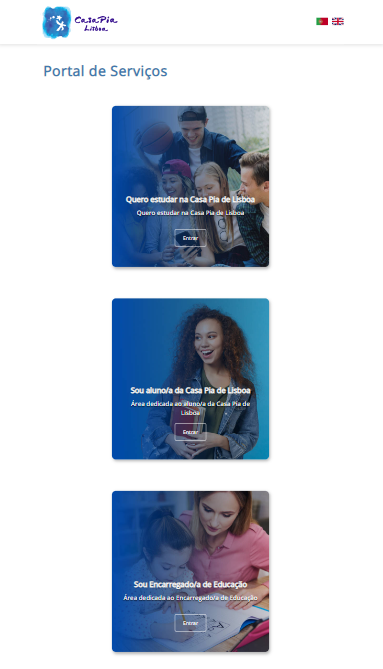 Casa Pia
Lisboa
Portal de Serviços
Quero estudar na Casa Pia de Lisboa
Quero estudar na Casa Pia de Lisboa
Entrar
Sou aluno/a da Casa Pia de Lisboa
Área dedicada ao aluno/a da Casa Pia de
Lisboa
Entrar
Sou Encarregado/a de Educação
Área dedicada ao Encarregado/a de Educação
Entrar